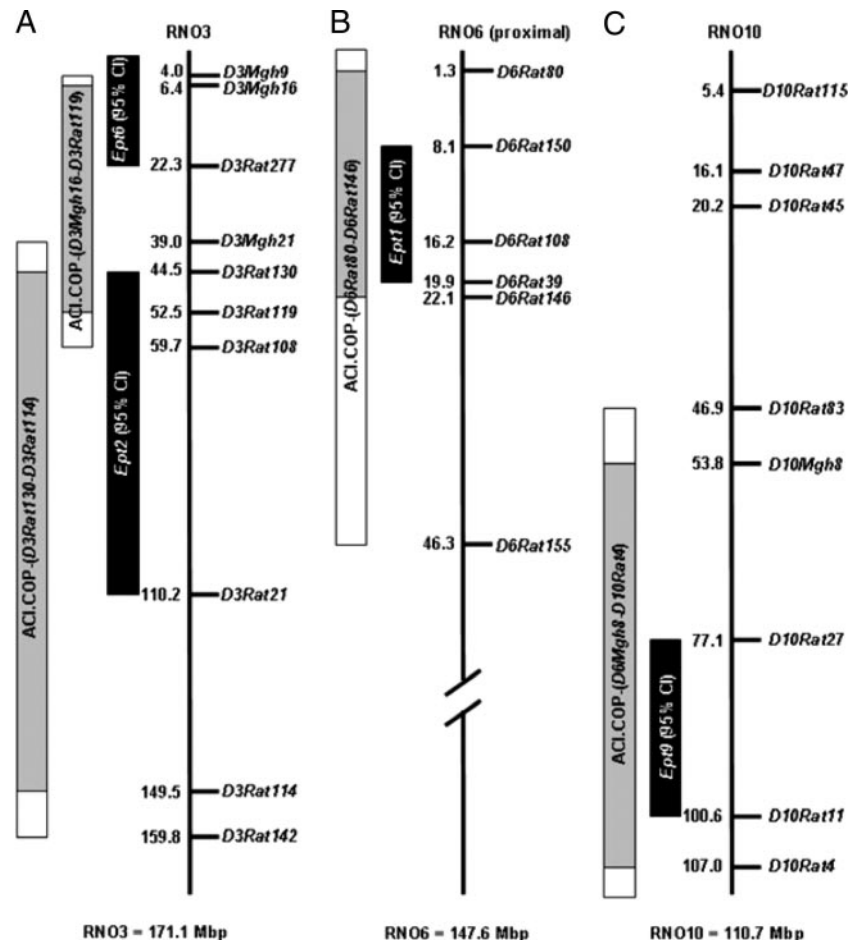 A
RNO3
ACI.COP-(D3Rat130-D3Rat114)
ACI.COP-(D3Mgh16-D3Rat119)
Ept6 (95% CI)
Ept2 (95% CI)
4.0 D3Mgh9
6.4 D3Mgh16
22.3 D3Rat277
39.0 D3Mgh21
44.5 D3Rat130
52.5 D3Rat119
59.7 D3Rat108
110.2 D3Rat21
149.5 D3Rat114
159.8 D3Rat142
RNO3 = 171.1 Mbp
B
RNO6 (proximal)
ACI.COP-(D6Rat80-D6Rat146)
Ept1 (95% CI)
1.3 D6Rat80
8.1 D6Rat150
16.2 D6Rat108
19.9 D6Rat39
22.1 D6Rat146
46.3 D6Rat155
RNO6 = 147.6 Mbp
C
RNO10
ACI.COP-(D6Mgh8-D10Rat4)
Ept9 (95% CI)
5.4 D10Rat115
16.1 D10Rat47
20.2 D10Rat45
46.9 D10Rat83
53.8 D10Mgh8
77.1 D10Rat27
100.6 D10Rat11
107.0 D10Rat4
RNO10 = 110.7 Mbp